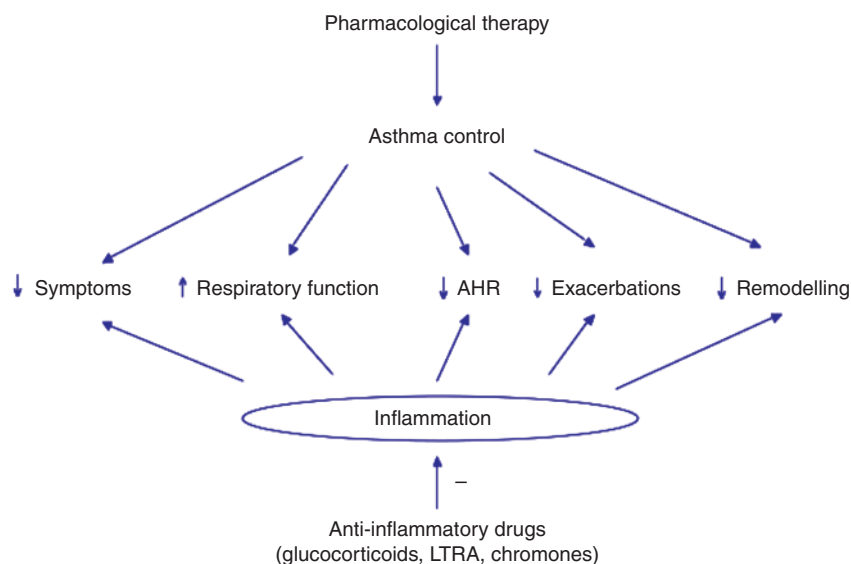 Pharmacological therapy
Asthma control
↓ Symptoms ↑ Respiratory function ↓ AHR ↓ Exacerbations ↓ Remodelling
Inflammation
–
Anti-inflammatory drugs
(glucocorticoids, LTRA, chromones)